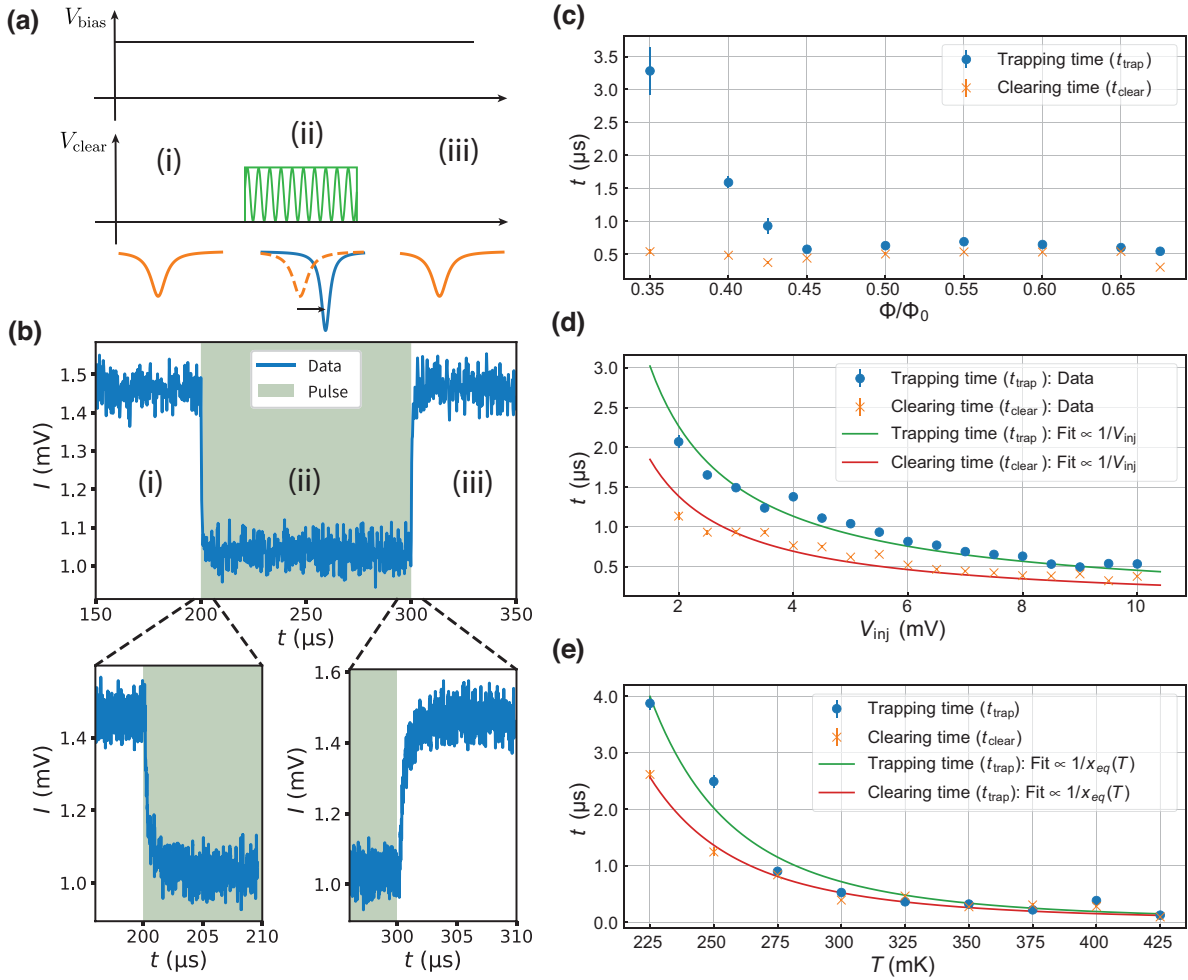 (a)
V_bias
V_clear
(i)
(ii)
(iii)
(b)
Data
Pulse
1.5
1.4
1.3
1.2
1.1
1.0
I (mV)
(i)
(ii)
(iii)
150
200
250
300
350
t (μs)
1.4
1.2
1.0
I (mV)
200
205
210
t (μs)
1.6
1.4
1.2
1.0
I (mV)
300
305
310
t (μs)
(c)
Trapping time (t_trap)
Clearing time (t_clear)
3.5
3.0
2.5
2.0
1.5
1.0
0.5
t (μs)
0.35
0.40
0.45
0.50
0.55
0.60
0.65
Φ/Φ_0
(d)
Trapping time (t_trap ): Data
Clearing time (t_clear ): Data
Trapping time (t_trap ): Fit ∝ 1/V_inj
Clearing time (t_clear ): Fit ∝ 1/V_inj
3.0
2.5
2.0
1.5
1.0
0.5
t (μs)
2
4
6
8
10
V_inj (mV)
(e)
Trapping time (t_trap)
Clearing time (t_clear)
Trapping time (t_trap): Fit ∝ 1/x_eq(T)
Clearing time (t_trap): Fit ∝ 1/x_eq(T)
4.0
3.0
2.0
1.0
0.0
t (μs)
225
250
275
300
325
350
375
400
425
T (mK)